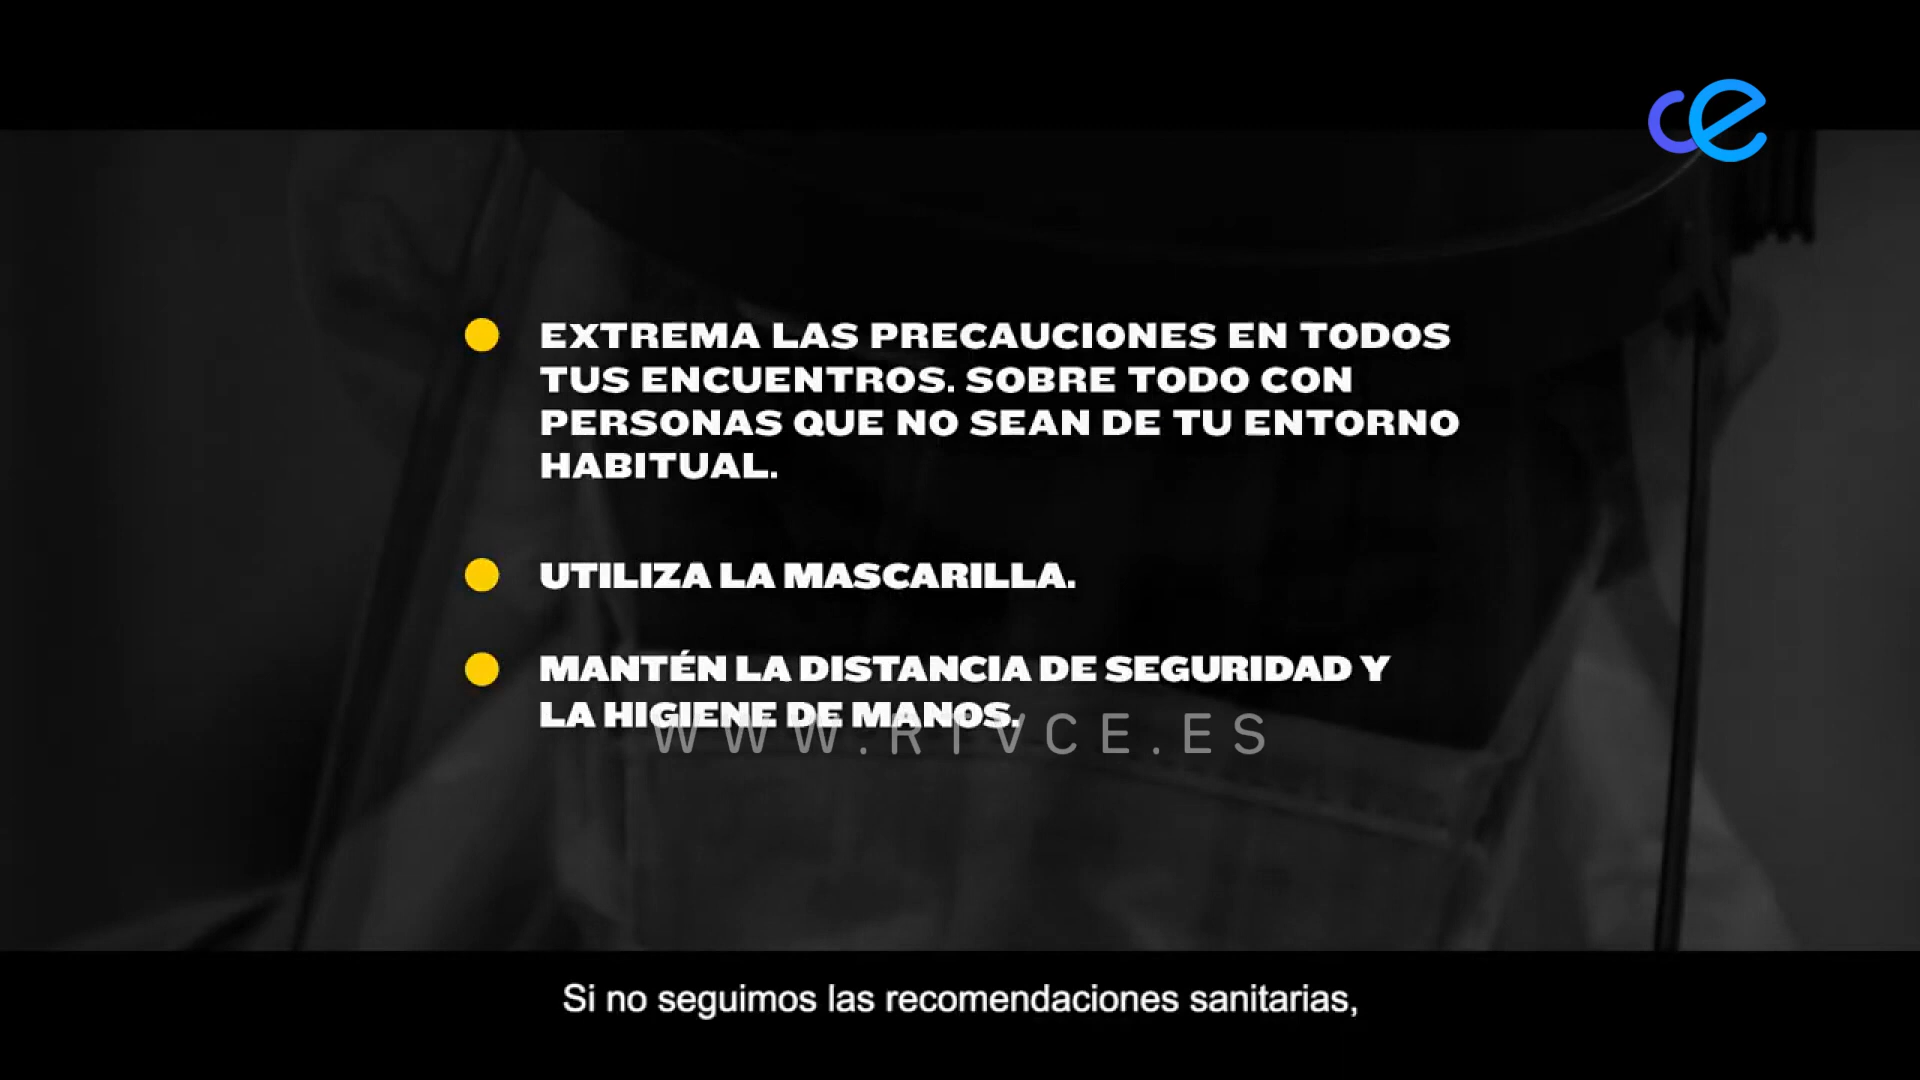 ce
EXTREMA LAS PRECAUCIONES EN TODOS
TUS ENCUENTROS. SOBRE TODO CON
PERSONAS QUE NO SEAN DE TU ENTORNO
HABITUAL.
UTILIZA LA MASCARILLA.
MANTÉN LA DISTANCIA DE SEGURIDAD Y
LA HIGIENE DE MANOS.
WWW.RTVCE.ES
Si no seguimos las recomendaciones sanitarias,